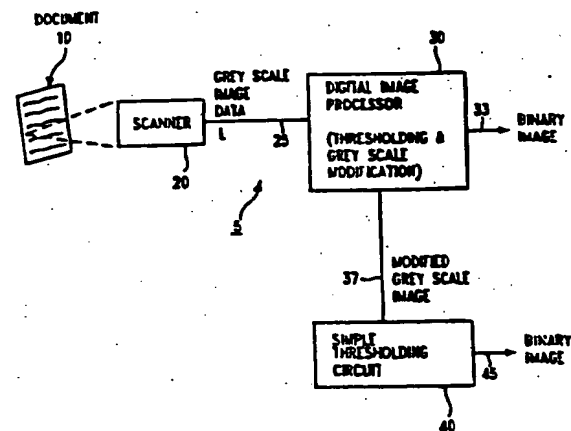 DOCUMENT
10
30
GREY SCALE
IMAGE
DATA
L
25
SCANNER
20
DIGITAL IMAGE
PROCESSOR
(THRESHOLDING &
GREY SCALE
MODIFICATION)
33
BINARY
IMAGE
5
37
MODIFIED
GREY SCALE
IMAGE
SIMPLE
THRESHOLDING
CIRCUIT
45
BINARY
IMAGE
40